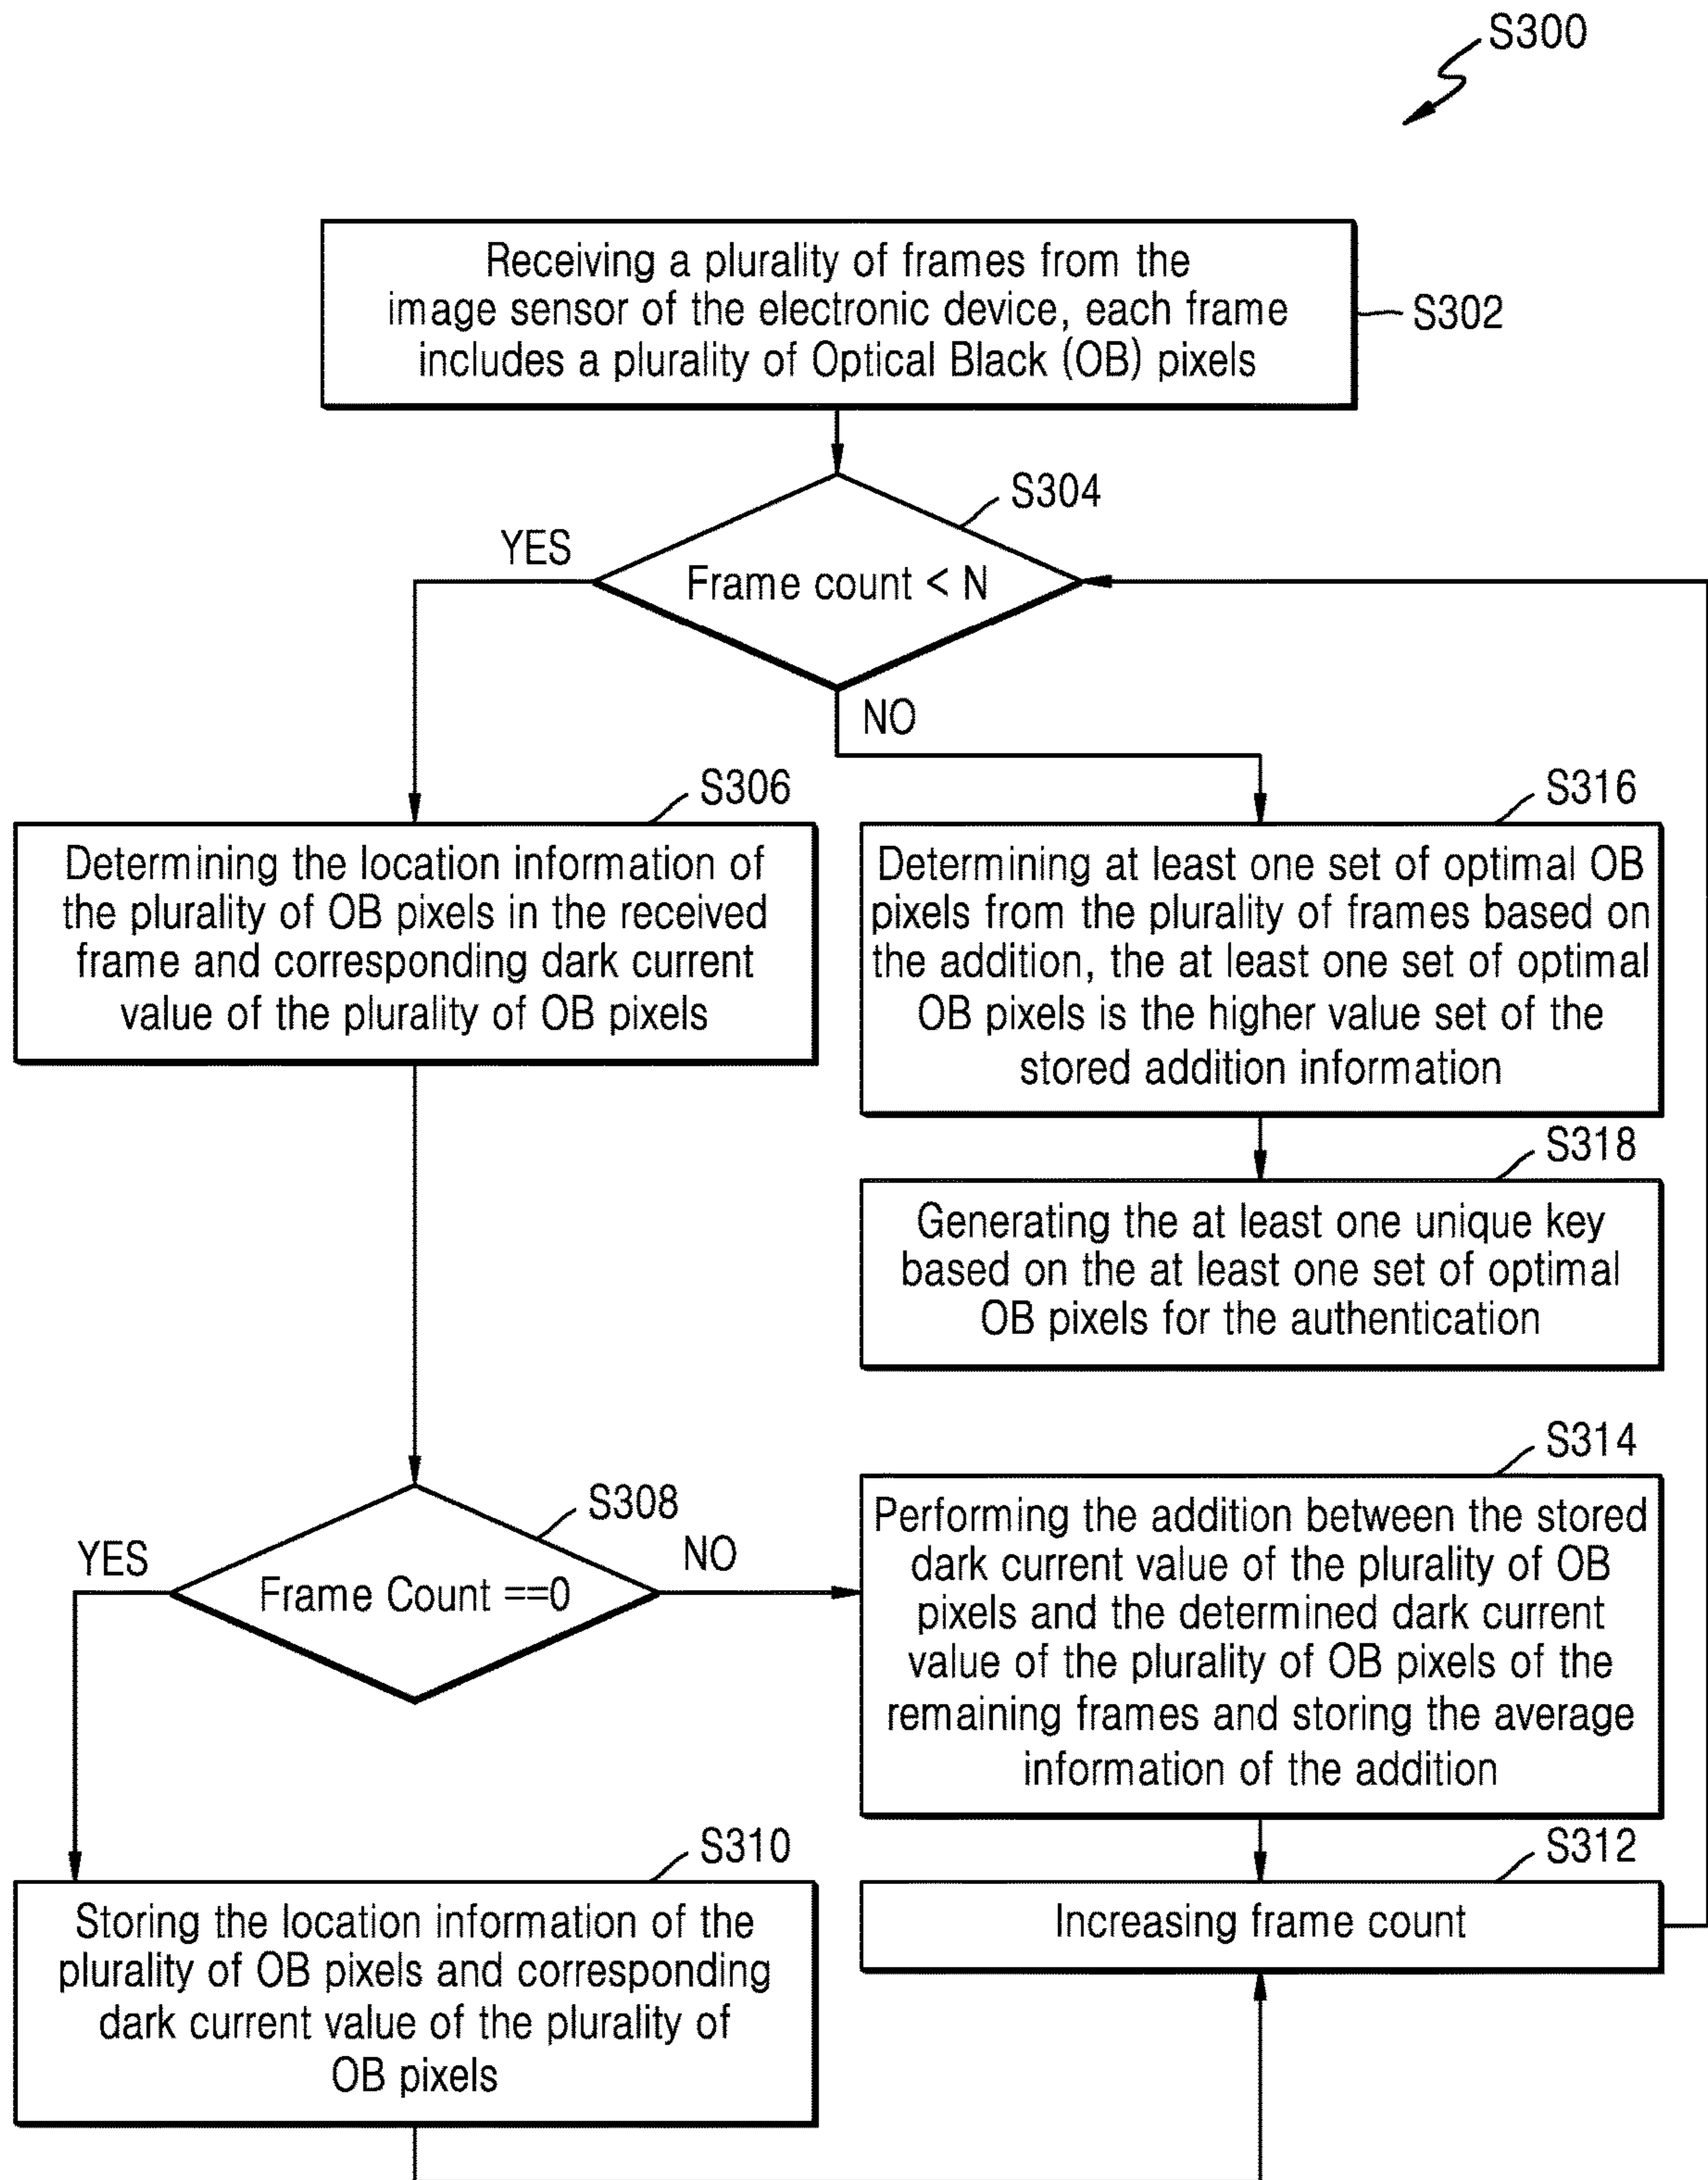 S300
Receiving a plurality of frames from the
image sensor of the electronic device, each frame
includes a plurality of Optical Black (OB) pixels
S302
S304
YES
Frame count < N
NO
S306
Determining the location information of
the plurality of OB pixels in the received
frame and corresponding dark current
value of the plurality of OB pixels
S316
Determining at least one set of optimal OB
pixels from the plurality of frames based on
the addition, the at least one set of optimal
OB pixels is the higher value set of the
stored addition information
S318
Generating the at least one unique key
based on the at least one set of optimal
OB pixels for the authentication
S308
YES
Frame Count ==0
NO
S314
Performing the addition between the stored
dark current value of the plurality of OB
pixels and the determined dark current
value of the plurality of OB pixels of the
remaining frames and storing the average
information of the addition
S310
Storing the location information of the
plurality of OB pixels and corresponding
dark current value of the plurality of
OB pixels
S312
Increasing frame count